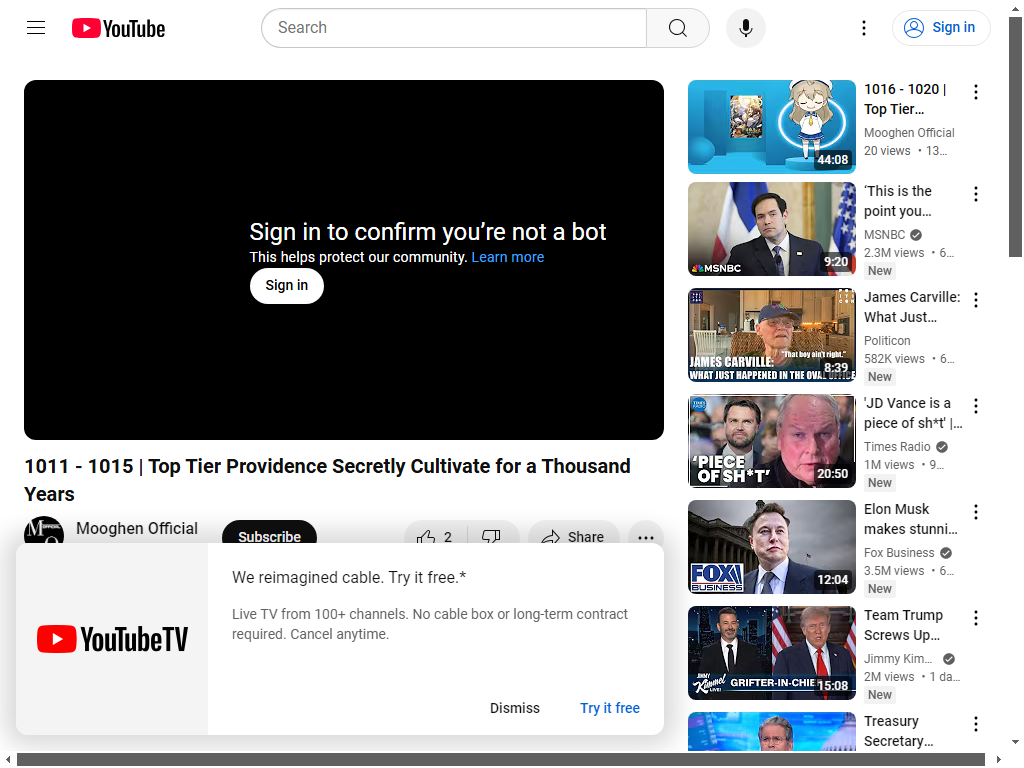 YouTube
Search
Sign in
Sign in to confirm you’re not a bot
This helps protect our community. Learn more
Sign in
1011 - 1015 | Top Tier Providence Secretly Cultivate for a Thousand
Years
Mooghen Official
Subscribe
2
Share
YouTubeTV
We reimagined cable. Try it free.*
Live TV from 100+ channels. No cable box or long-term contract
required. Cancel anytime.
Dismiss
Try it free
44:08
1016 - 1020 |
Top Tier…
Mooghen Official
20 views • 13…
MSNBC
9:20
‘This is the
point you…
MSNBC
2.3M views • 6…
New
"That boy ain't right."
JAMES CARVILLE:
WHAT JUST HAPPENED IN THE OVAL OFFICE
8:39
James Carville:
What Just…
Politicon
582K views • 6…
New
TIMES RADIO
‘PIECE
OF SH*T’
20:50
'JD Vance is a
piece of sh*t' |…
Times Radio
1M views • 9…
New
FOX
BUSINESS
12:04
Elon Musk
makes stunni…
Fox Business
3.5M views • 6…
New
JIMMY
Kimmel
LIVE!
GRIFTER-IN-CHIE
15:08
Team Trump
Screws Up…
Jimmy Kim…
2M views • 1 da…
New
Treasury
Secretary…